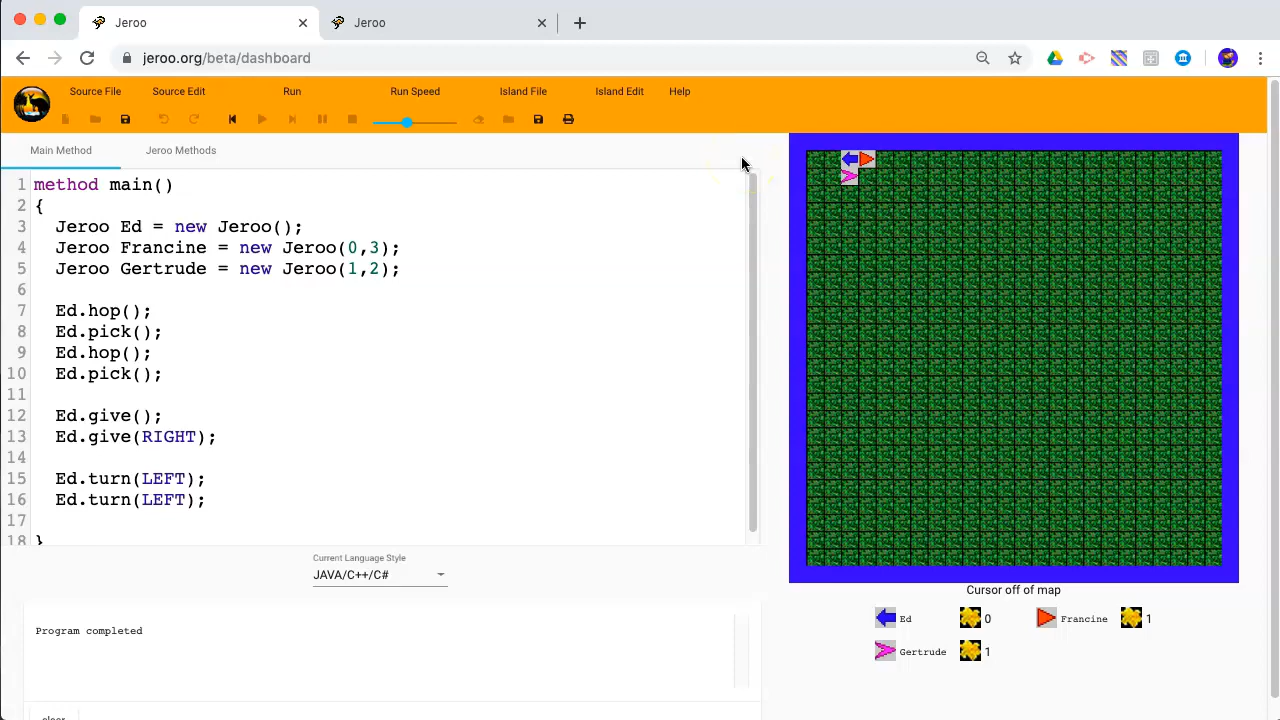 Jeroo
Jeroo
jeroo.org/beta/dashboard
Source File
Source Edit
Run
Run Speed
Island File
Island Edit
Help
Main Method
Jeroo Methods
1 method main()
2 {
3 Jeroo Ed = new Jeroo();
4 Jeroo Francine = new Jeroo(0,3);
5 Jeroo Gertrude = new Jeroo(1,2);
6
7 Ed.hop();
8 Ed.pick();
9 Ed.hop();
10 Ed.pick();
11
12 Ed.give();
13 Ed.give(RIGHT);
14
15 Ed.turn(LEFT);
16 Ed.turn(LEFT);
17
18 }
Current Language Style
JAVA/C++/C#
Program completed
clear
Cursor off of map
Ed 0 Francine 1
Gertrude 1